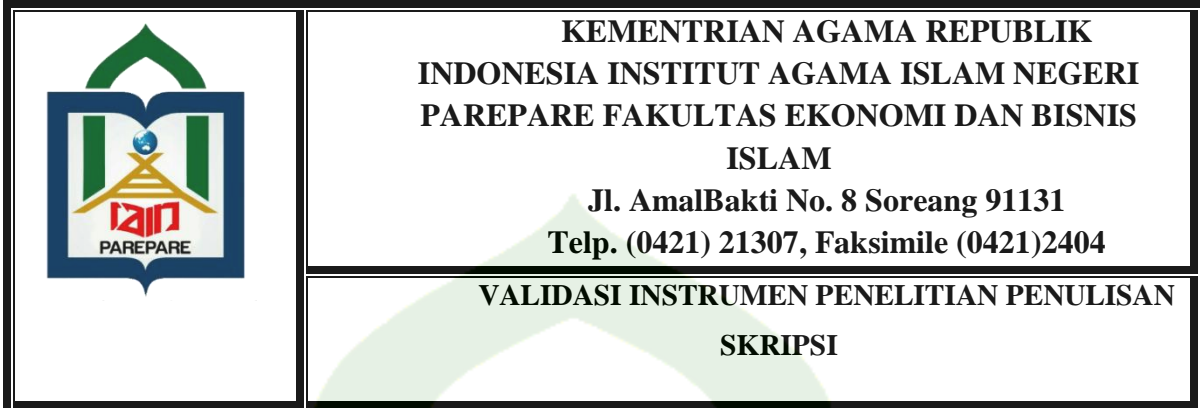 IAIN
PAREPARE
KEMENTRIAN AGAMA REPUBLIK
INDONESIA INSTITUT AGAMA ISLAM NEGERI
PAREPARE FAKULTAS EKONOMI DAN BISNIS
ISLAM
Jl. AmalBakti No. 8 Soreang 91131
Telp. (0421) 21307, Faksimile (0421)2404
VALIDASI INSTRUMEN PENELITIAN PENULISAN
SKRIPSI